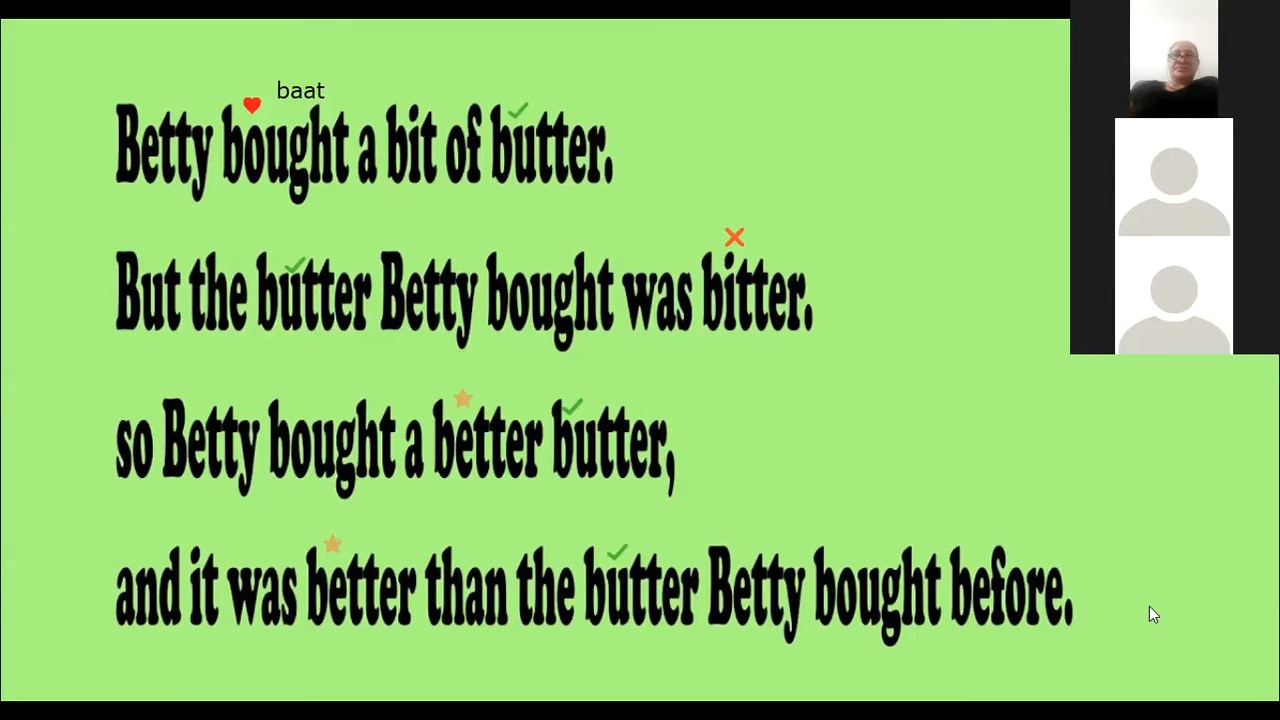 baat
Betty bought a bit of butter.
But the butter Betty bought was bitter.
so Betty bought a better butter,
and it was better than the butter Betty bought before.